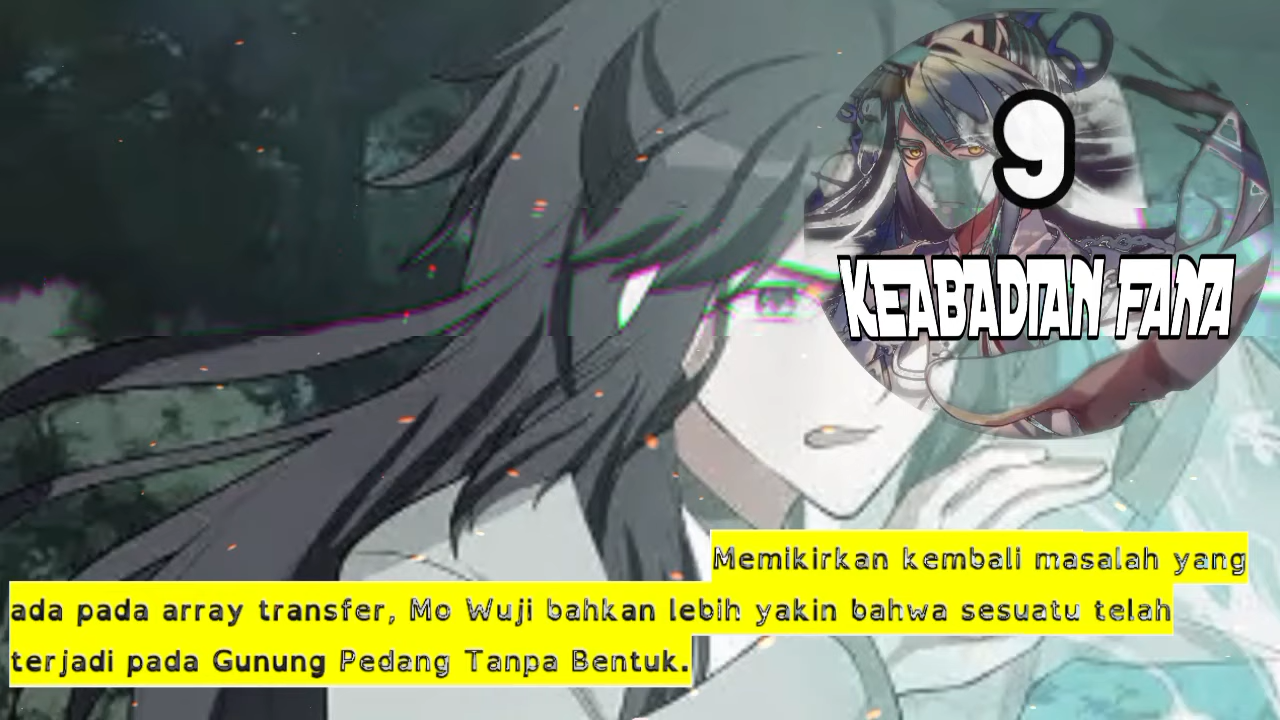 9
KEABADIAN FANA
Memikirkan kembali masalah yang
ada pada array transfer, Mo Wuji bahkan lebih yakin bahwa sesuatu telah
terjadi pada Gunung Pedang Tanpa Bentuk.